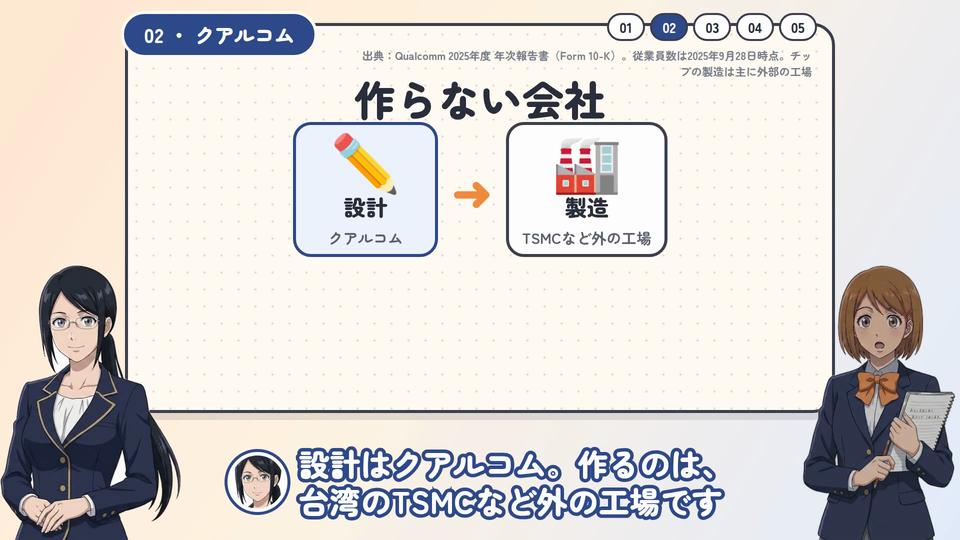 02 ・ クアルコム
01 02 03 04 05
出典：Qualcomm 2025年度 年次報告書（Form 10-K）。従業員数は2025年9月28日時点。チッ
プの製造は主に外部の工場
作らない会社
設計
クアルコム
製造
TSMCなど外の工場
設計はクアルコム。作るのは、
台湾のTSMCなど外の工場です